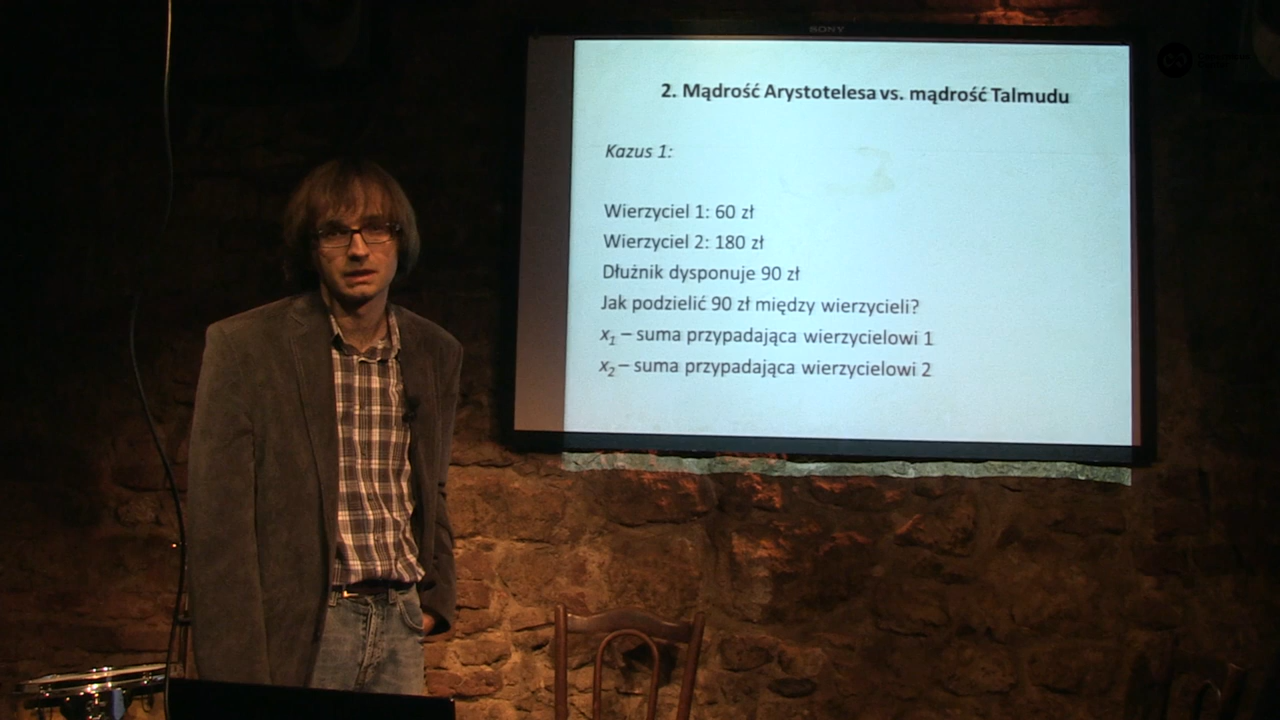 SONY
2. Mądrość Arystotelesa vs. mądrość Talmudu
Kazus 1:
Wierzyciel 1: 60 zł
Wierzyciel 2: 180 zł
Dłużnik dysponuje 90 zł
Jak podzielić 90 zł między wierzycieli?
x₁ – suma przypadająca wierzycielowi 1
x₂ – suma przypadająca wierzycielowi 2